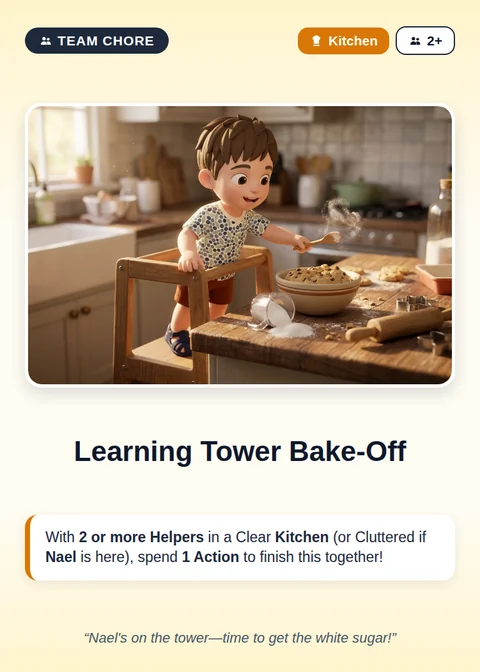 TEAM CHORE
Kitchen
2+
Learning Tower Bake-Off
With 2 or more Helpers in a Clear Kitchen (or Cluttered if
Nael is here), spend 1 Action to finish this together!
“Nael's on the tower—time to get the white sugar!”